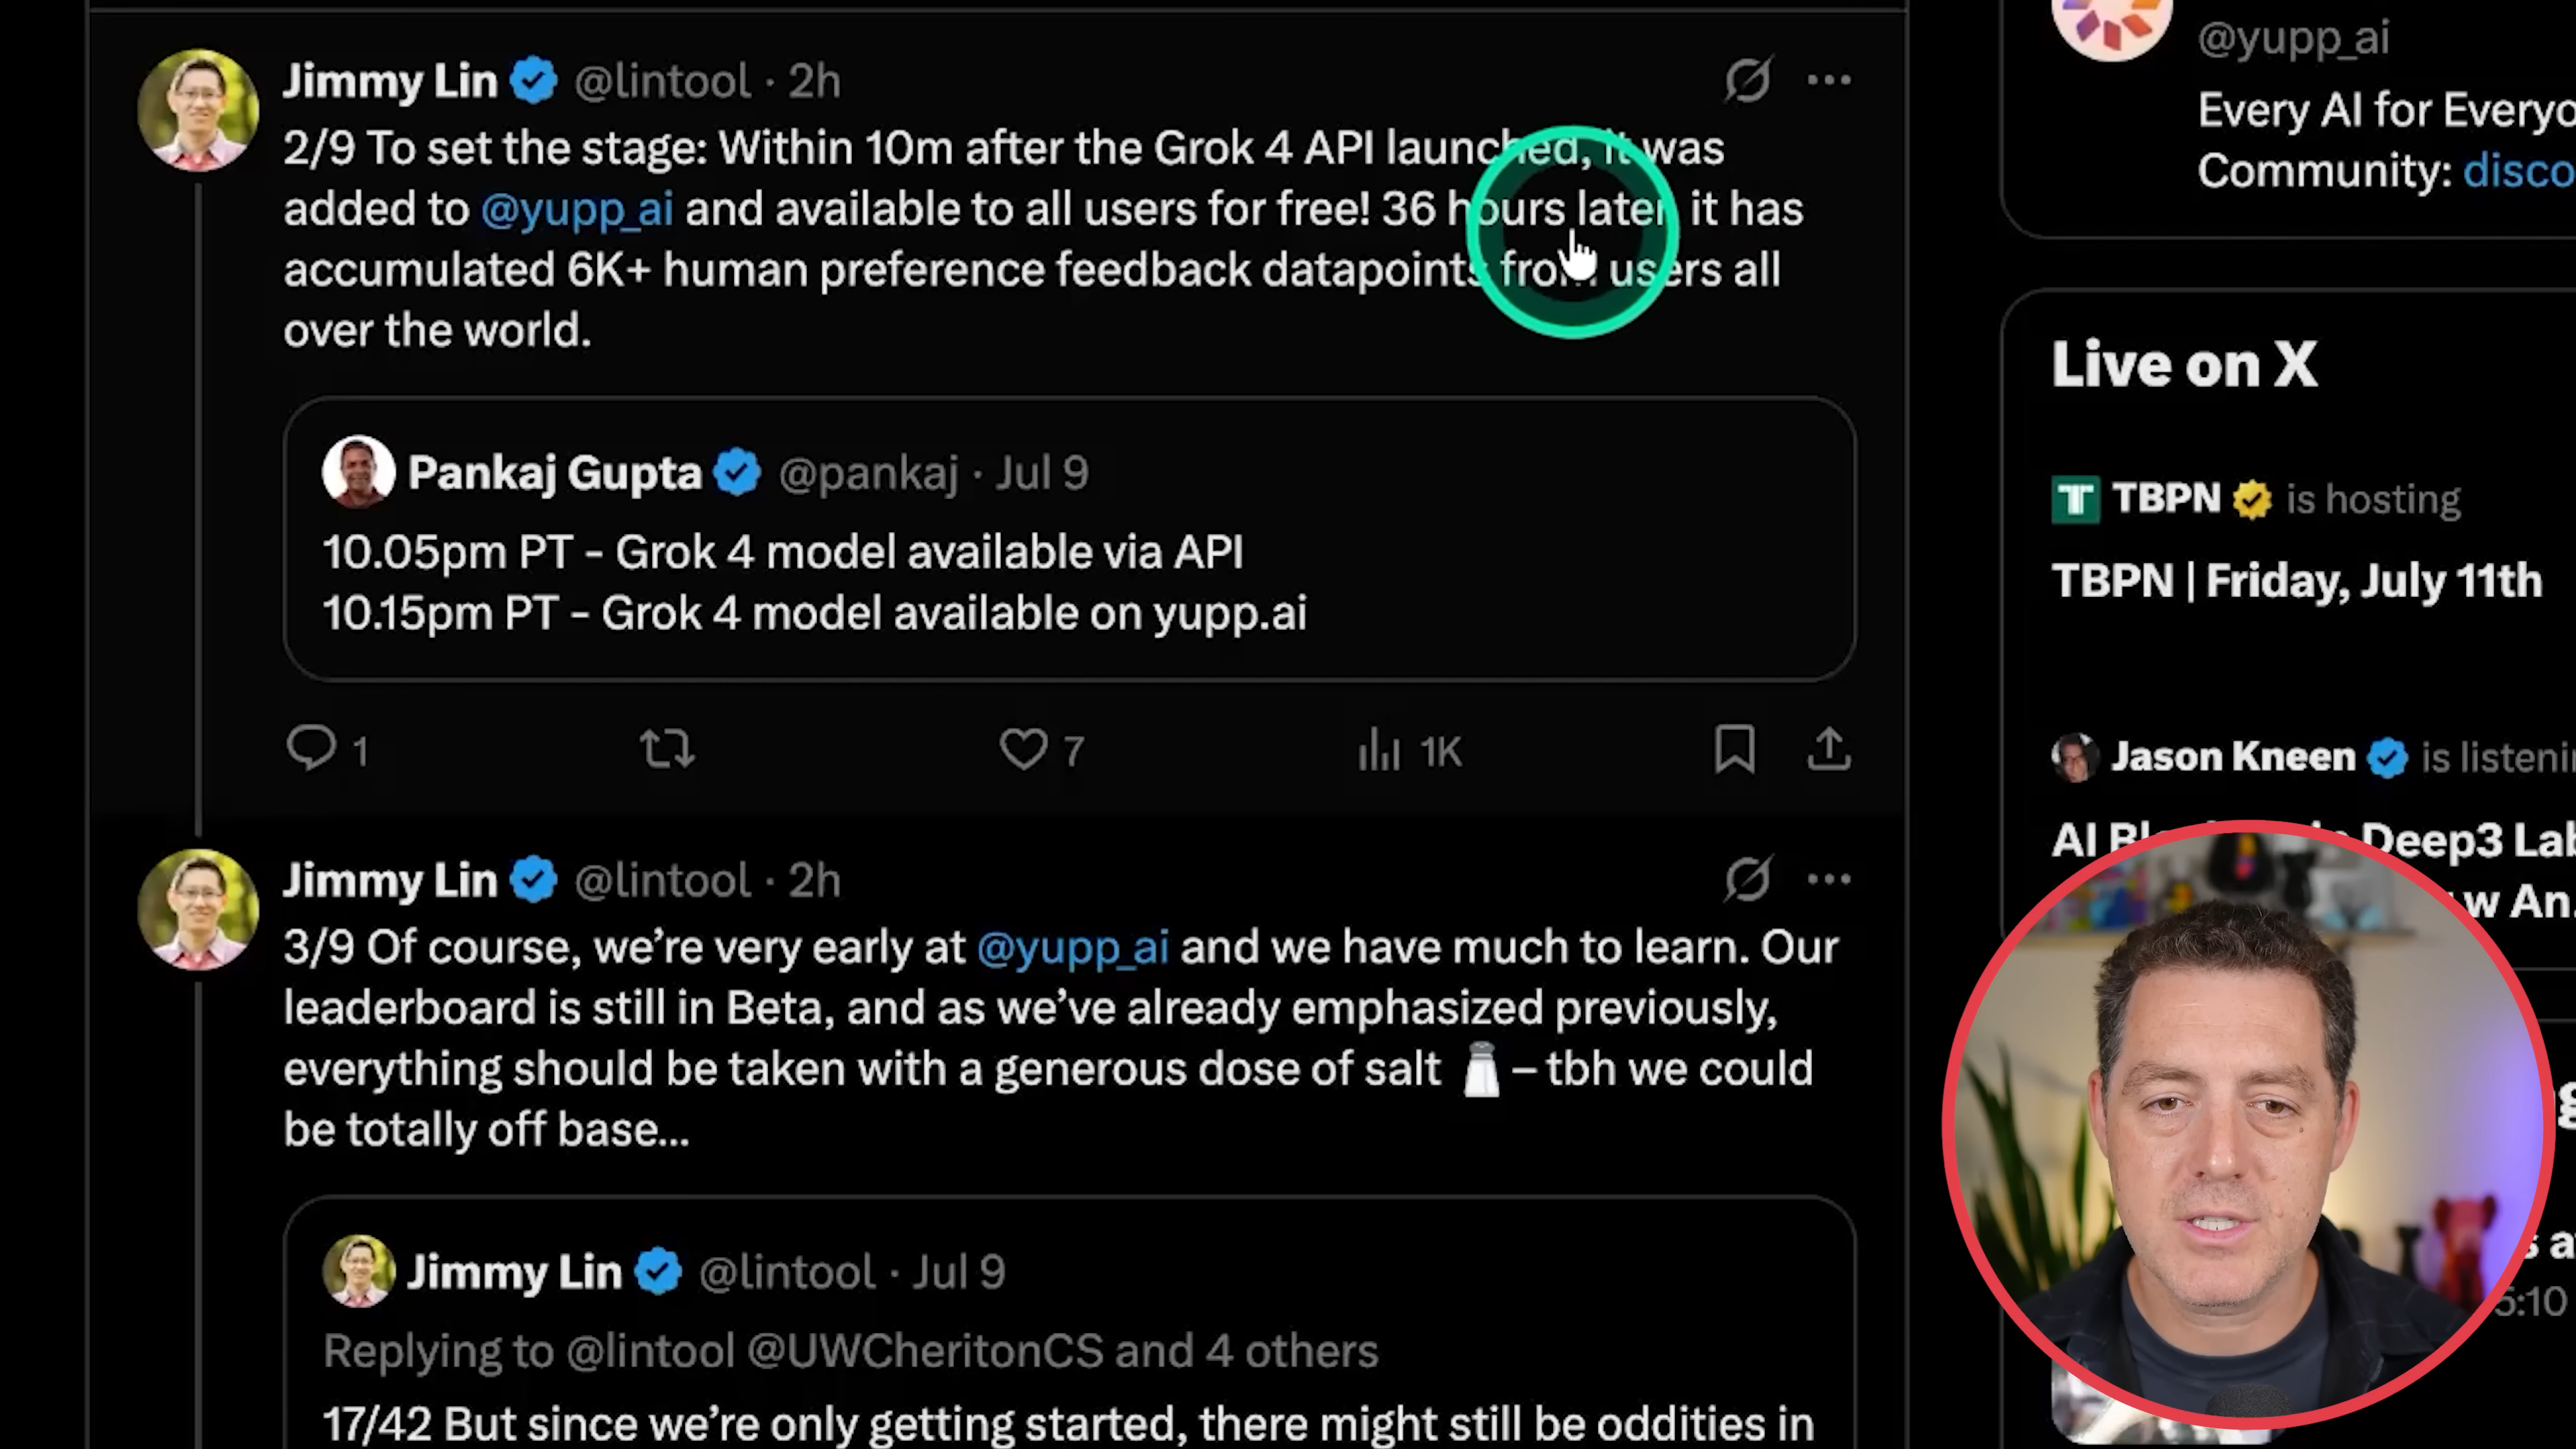 Jimmy Lin @lintool · 2h
2/9 To set the stage: Within 10m after the Grok 4 API launched, it was
added to @yupp_ai and available to all users for free! 36 hours later, it has
accumulated 6K+ human preference feedback datapoints from users all
over the world.
Pankaj Gupta @pankaj · Jul 9
10.05pm PT - Grok 4 model available via API
10.15pm PT - Grok 4 model available on yupp.ai
1 7 1K
Jimmy Lin @lintool · 2h
3/9 Of course, we’re very early at @yupp_ai and we have much to learn. Our
leaderboard is still in Beta, and as we’ve already emphasized previously,
everything should be taken with a generous dose of salt 🧂 – tbh we could
be totally off base...
Jimmy Lin @lintool · Jul 9
Replying to @lintool @UWCheritonCS and 4 others
17/42 But since we’re only getting started, there might still be oddities in
@yupp_ai
Every AI for
Community:
Live on X
TBPN is hosting
TBPN | Friday, July 11th
Jason Kneen is
AI Deep3
w
5:10